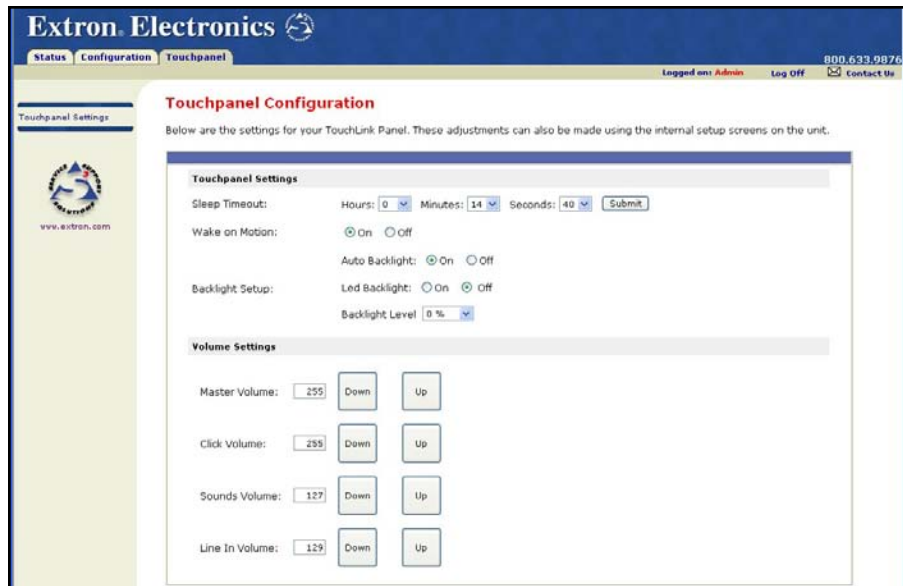 Extron® Electronics
Status Configuration Touchpanel
800.633.9876
Logged on: Admin Log Off Contact Us
Touchpanel Settings
SERVICE SUPPORT SOLUTIONS
S3
www.extron.com
Touchpanel Configuration
Below are the settings for your TouchLink Panel. These adjustments can also be made using the internal setup screens on the unit.
Touchpanel Settings
Sleep Timeout: Hours: 0 Minutes: 14 Seconds: 40 Submit
Wake on Motion: On Off
Auto Backlight: On Off
Backlight Setup: Led Backlight: On Off
Backlight Level 0 %
Volume Settings
Master Volume: 255 Down Up
Click Volume: 255 Down Up
Sounds Volume: 127 Down Up
Line In Volume: 129 Down Up